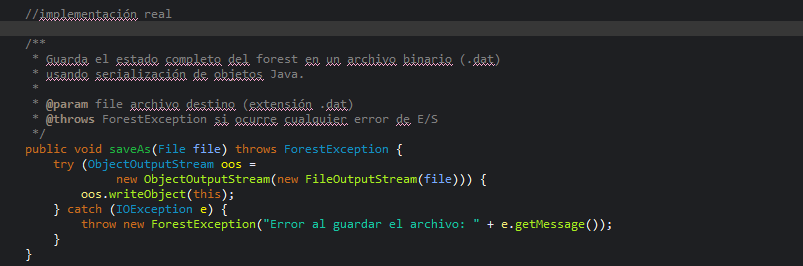 //implementación real
/**
 * Guarda el estado completo del forest en un archivo binario (.dat)
 * usando serialización de objetos Java.
 *
 * @param file archivo destino (extensión .dat)
 * @throws ForestException si ocurre cualquier error de E/S
 */
public void saveAs(File file) throws ForestException {
    try (ObjectOutputStream oos =
             new ObjectOutputStream(new FileOutputStream(file))) {
        oos.writeObject(this);
    } catch (IOException e) {
        throw new ForestException("Error al guardar el archivo: " + e.getMessage());
    }
}